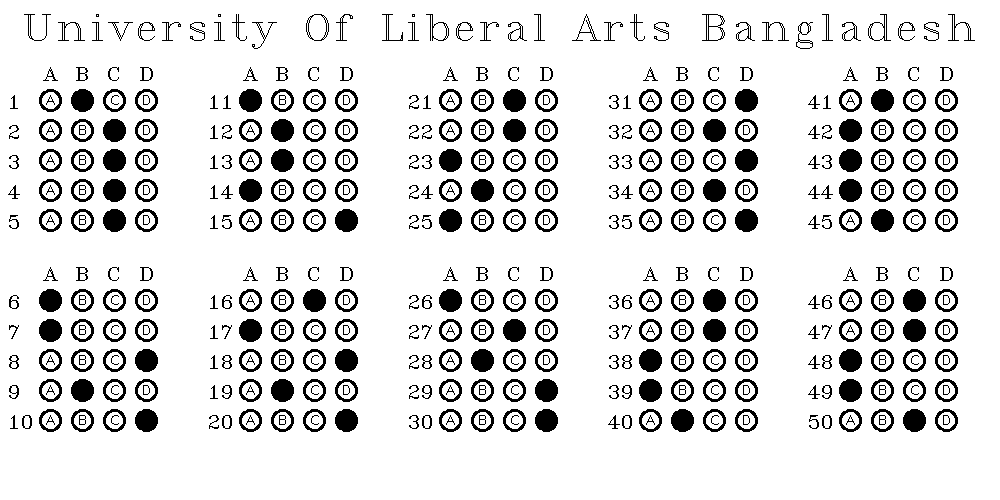 University Of Liberal Arts Bangladesh
A B C D A B C D A B C D A B C D A B C D
1 A C D 11 B C D 21 A B D 31 A B C 41 A C D
2 A B D 12 A C D 22 A B D 32 A B D 42 B C D
3 A B D 13 A C D 23 B C D 33 A B C 43 B C D
4 A B D 14 B C D 24 A C D 34 A B D 44 B C D
5 A B D 15 A B C 25 B C D 35 A B C 45 A C D
A B C D A B C D A B C D A B C D A B C D
6 B C D 16 A B D 26 B C D 36 A B D 46 A B D
7 B C D 17 B C D 27 A B D 37 A B D 47 A B D
8 A B C 18 A B C 28 A C D 38 B C D 48 B C D
9 A C D 19 A C D 29 A B C 39 B C D 49 B C D
10 A B C 20 A B C 30 A B C 40 A C D 50 A B D